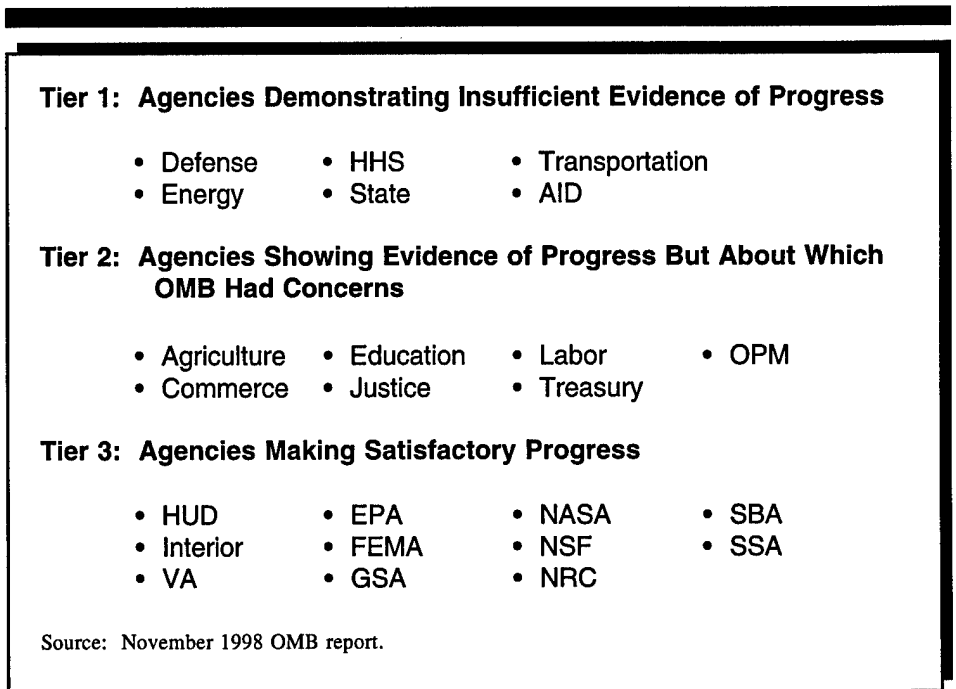 Tier 1: Agencies Demonstrating Insufficient Evidence of Progress
• Defense • HHS • Transportation
• Energy • State • AID
Tier 2: Agencies Showing Evidence of Progress But About Which
OMB Had Concerns
• Agriculture • Education • Labor • OPM
• Commerce • Justice • Treasury
Tier 3: Agencies Making Satisfactory Progress
• HUD • EPA • NASA • SBA
• Interior • FEMA • NSF • SSA
• VA • GSA • NRC
Source: November 1998 OMB report.